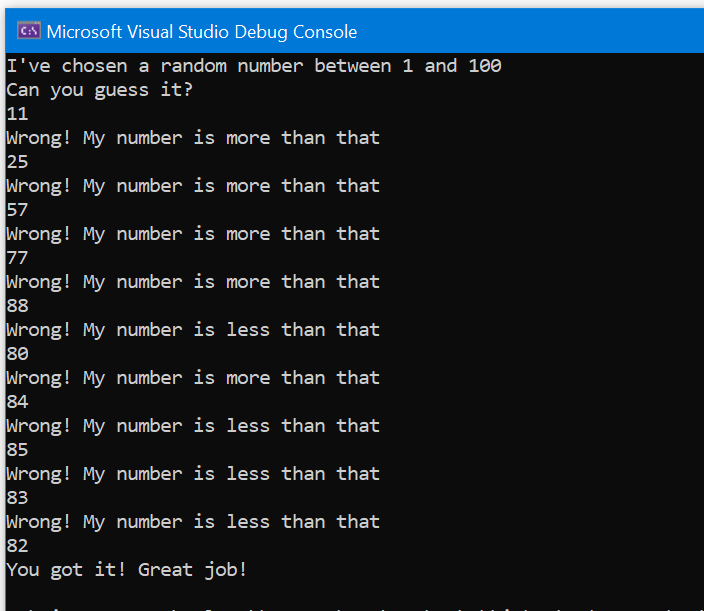 Microsoft Visual Studio Debug Console
I've chosen a random number between 1 and 100
Can you guess it?
11
Wrong! My number is more than that
25
Wrong! My number is more than that
57
Wrong! My number is more than that
77
Wrong! My number is more than that
88
Wrong! My number is less than that
80
Wrong! My number is more than that
84
Wrong! My number is less than that
85
Wrong! My number is less than that
83
Wrong! My number is less than that
82
You got it! Great job!